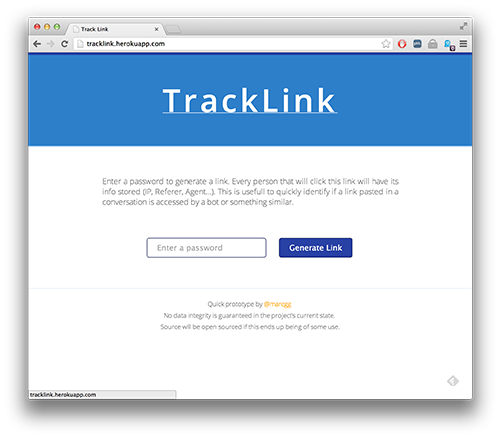 Track Link
tracklink.herokuapp.com
TrackLink
Enter a password to generate a link. Every person that will click this link will have its
info stored (IP, Referer, Agent...). This is usefull to quickly identify if a link pasted in a
conversation is accessed by a bot or something similar.
Enter a password
Generate Link
Quick prototype by @marcgg
No data integrity is guaranteed in the project's current state.
Source will be open sourced if this ends up being of some use.
tracklink.herokuapp.com